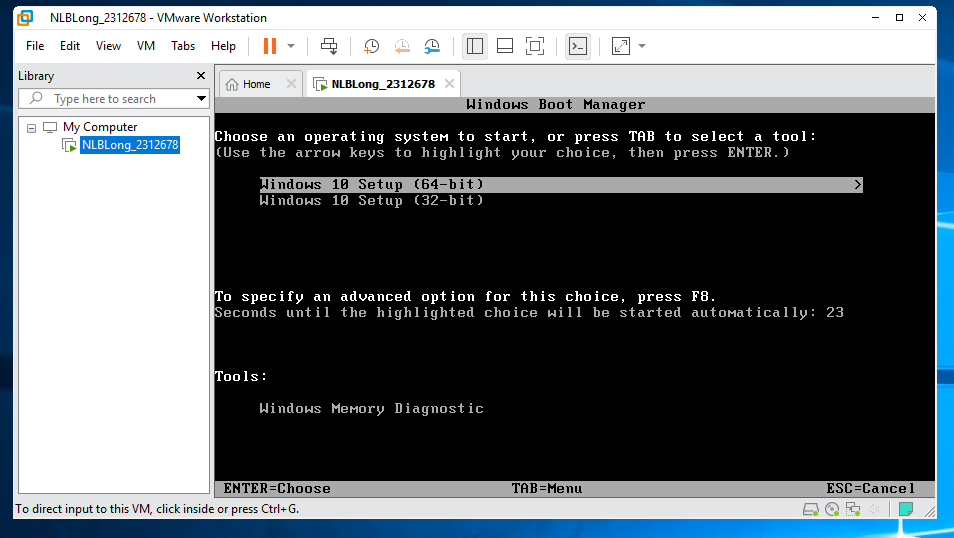 NLBLong_2312678 - VMware Workstation
File Edit View VM Tabs Help
Library
Type here to search
My Computer
NLBLong_2312678
Home
NLBLong_2312678
Windows Boot Manager
Choose an operating system to start, or press TAB to select a tool:
(Use the arrow keys to highlight your choice, then press ENTER.)
Windows 10 Setup (64-bit) >
Windows 10 Setup (32-bit)
To specify an advanced option for this choice, press F8.
Seconds until the highlighted choice will be started automatically: 23
Tools:
Windows Memory Diagnostic
ENTER=Choose TAB=Menu ESC=Cancel
To direct input to this VM, click inside or press Ctrl+G.